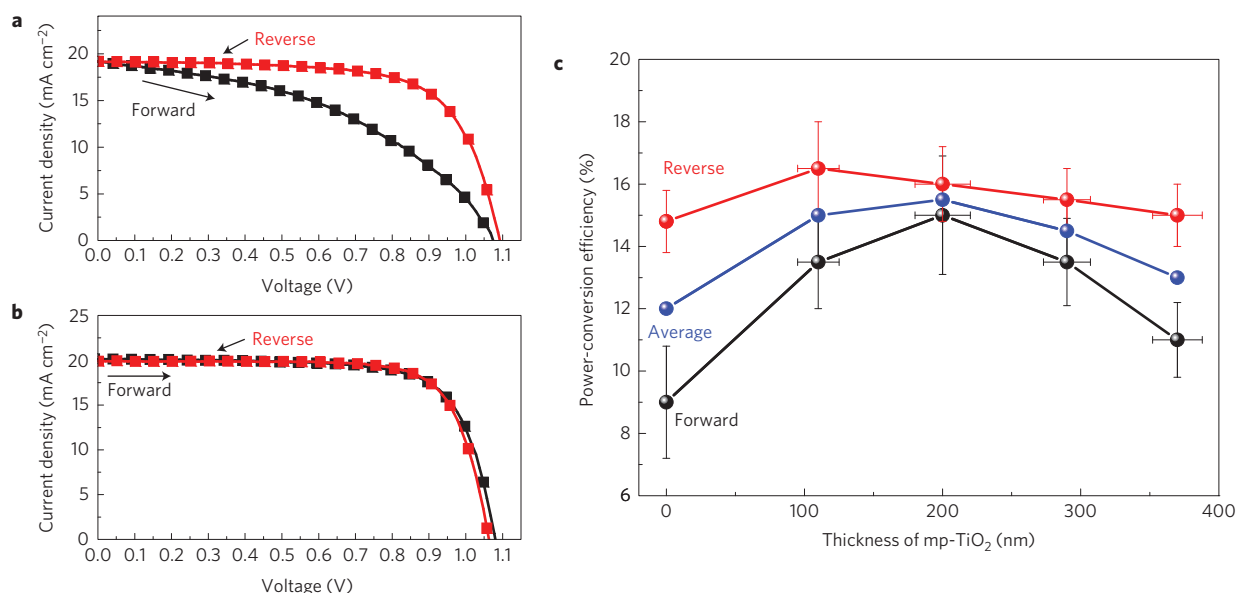 a
Current density (mA cm⁻²)
25
20
15
10
5
0
Reverse
Forward
0.0 0.1 0.2 0.3 0.4 0.5 0.6 0.7 0.8 0.9 1.0 1.1
Voltage (V)
b
Current density (mA cm⁻²)
25
20
15
10
5
0
Reverse
Forward
0.0 0.1 0.2 0.3 0.4 0.5 0.6 0.7 0.8 0.9 1.0 1.1
Voltage (V)
c
Power-conversion efficiency (%)
20
18
16
14
12
10
8
6
Reverse
Average
Forward
0 100 200 300 400
Thickness of mp-TiO₂ (nm)